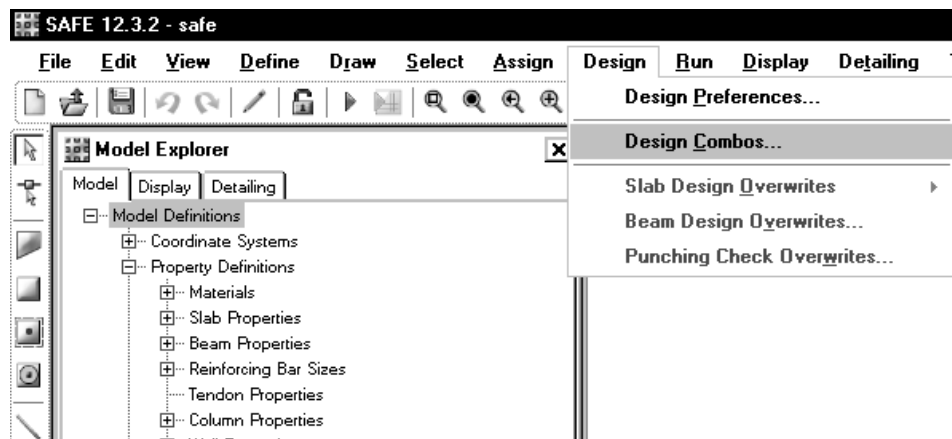 SAFE 12.3.2 - safe
File Edit View Define Draw Select Assign Design Run Display Detailing
Design Preferences...
Design Combos...
Slab Design Overwrites
Beam Design Overwrites...
Punching Check Overwrites...
Model Explorer
Model Display Detailing
Model Definitions
Coordinate Systems
Property Definitions
Materials
Slab Properties
Beam Properties
Reinforcing Bar Sizes
Tendon Properties
Column Properties